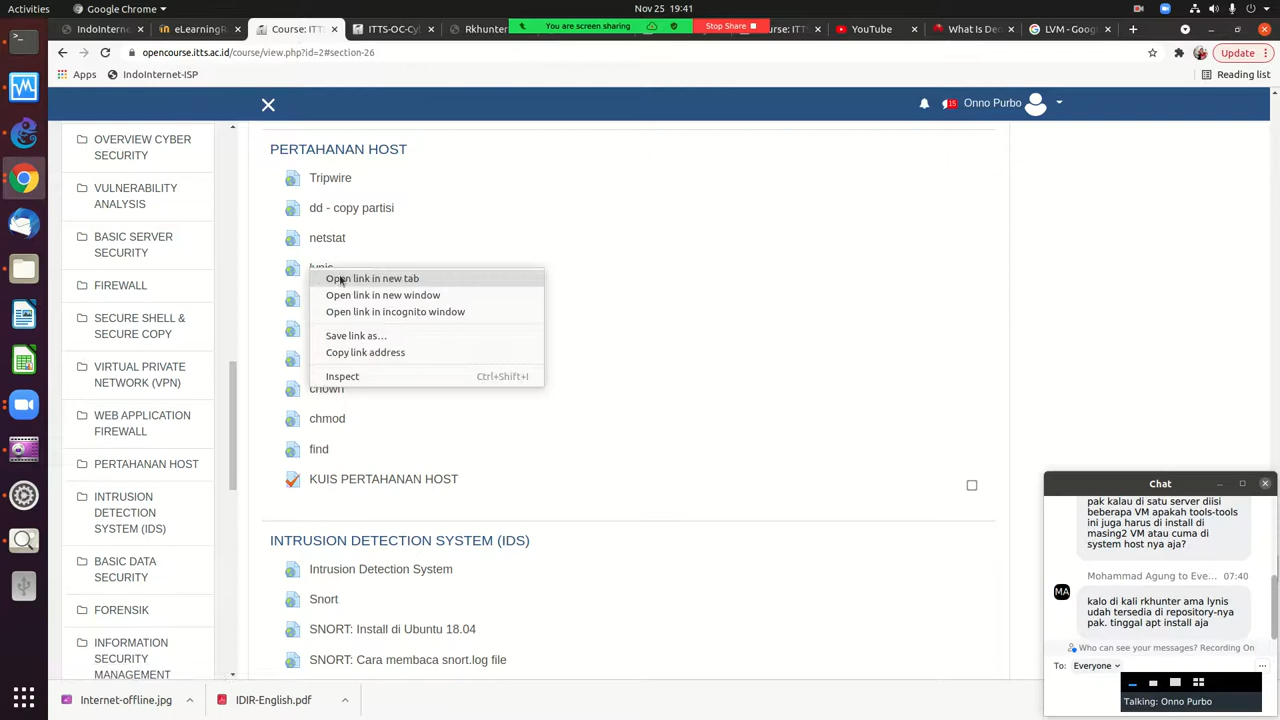 Activities
Google Chrome
Nov 25 19:41
IndoInternet
eLearningR
Course: ITTS
ITTS-OC-Cy
Rkhunter
You are screen sharing
Stop Share
urse: ITTS
YouTube
What Is De
LVM - Goog
opencourse.itts.ac.id/course/view.php?id=2#section-26
Update
Apps
IndoInternet-ISP
Reading list
15
Onno Purbo
OVERVIEW CYBER
SECURITY
VULNERABILITY
ANALYSIS
BASIC SERVER
SECURITY
FIREWALL
SECURE SHELL &
SECURE COPY
VIRTUAL PRIVATE
NETWORK (VPN)
WEB APPLICATION
FIREWALL
PERTAHANAN HOST
INTRUSION
DETECTION
SYSTEM (IDS)
BASIC DATA
SECURITY
FORENSIK
INFORMATION
SECURITY
MANAGEMENT
PERTAHANAN HOST
Tripwire
dd - copy partisi
netstat
lynis
Open link in new tab
Open link in new window
Open link in incognito window
Save link as...
Copy link address
Inspect Ctrl+Shift+I
chown
chmod
find
KUIS PERTAHANAN HOST
INTRUSION DETECTION SYSTEM (IDS)
Intrusion Detection System
Snort
SNORT: Install di Ubuntu 18.04
SNORT: Cara membaca snort.log file
Chat
pak kalau di satu server diisi
beberapa VM apakah tools-tools
ini juga harus di install di
masing2 VM atau cuma di
system host nya aja?
Mohammad Agung to Eve... 07:40
MA
kalo di kali rkhunter ama lynis
udah tersedia di repository-nya
pak. tinggal apt install aja
Who can see your messages? Recording On
To: Everyone
Talking: Onno Purbo
Internet-offline.jpg
IDIR-English.pdf